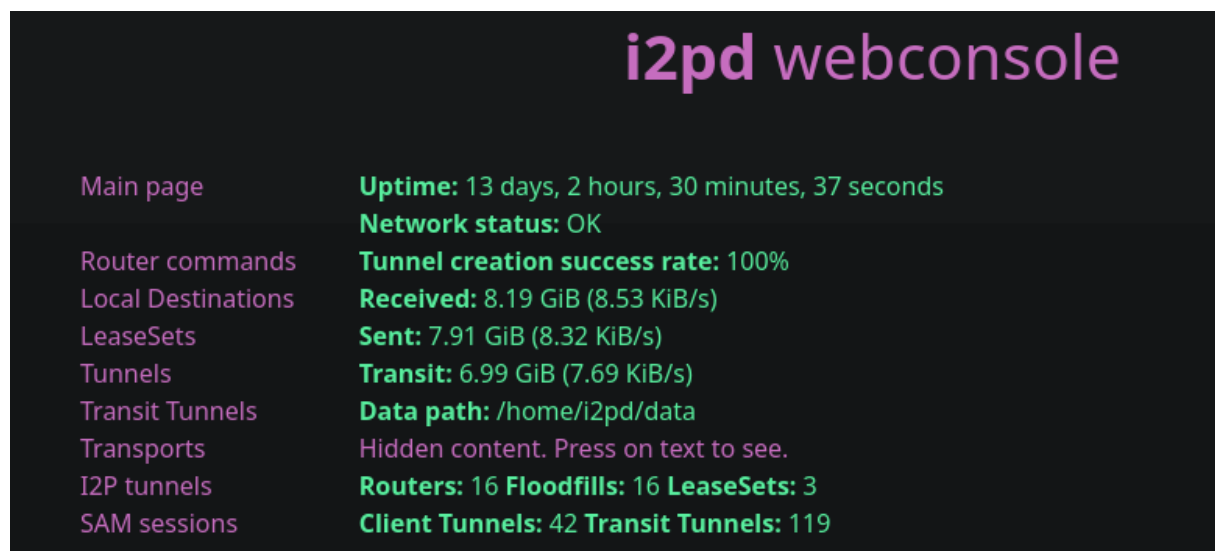 i2pd webconsole
Main page
Uptime: 13 days, 2 hours, 30 minutes, 37 seconds
Network status: OK
Router commands
Tunnel creation success rate: 100%
Local Destinations
Received: 8.19 GiB (8.53 KiB/s)
LeaseSets
Sent: 7.91 GiB (8.32 KiB/s)
Tunnels
Transit: 6.99 GiB (7.69 KiB/s)
Transit Tunnels
Data path: /home/i2pd/data
Transports
Hidden content. Press on text to see.
I2P tunnels
Routers: 16 Floodfills: 16 LeaseSets: 3
SAM sessions
Client Tunnels: 42 Transit Tunnels: 119